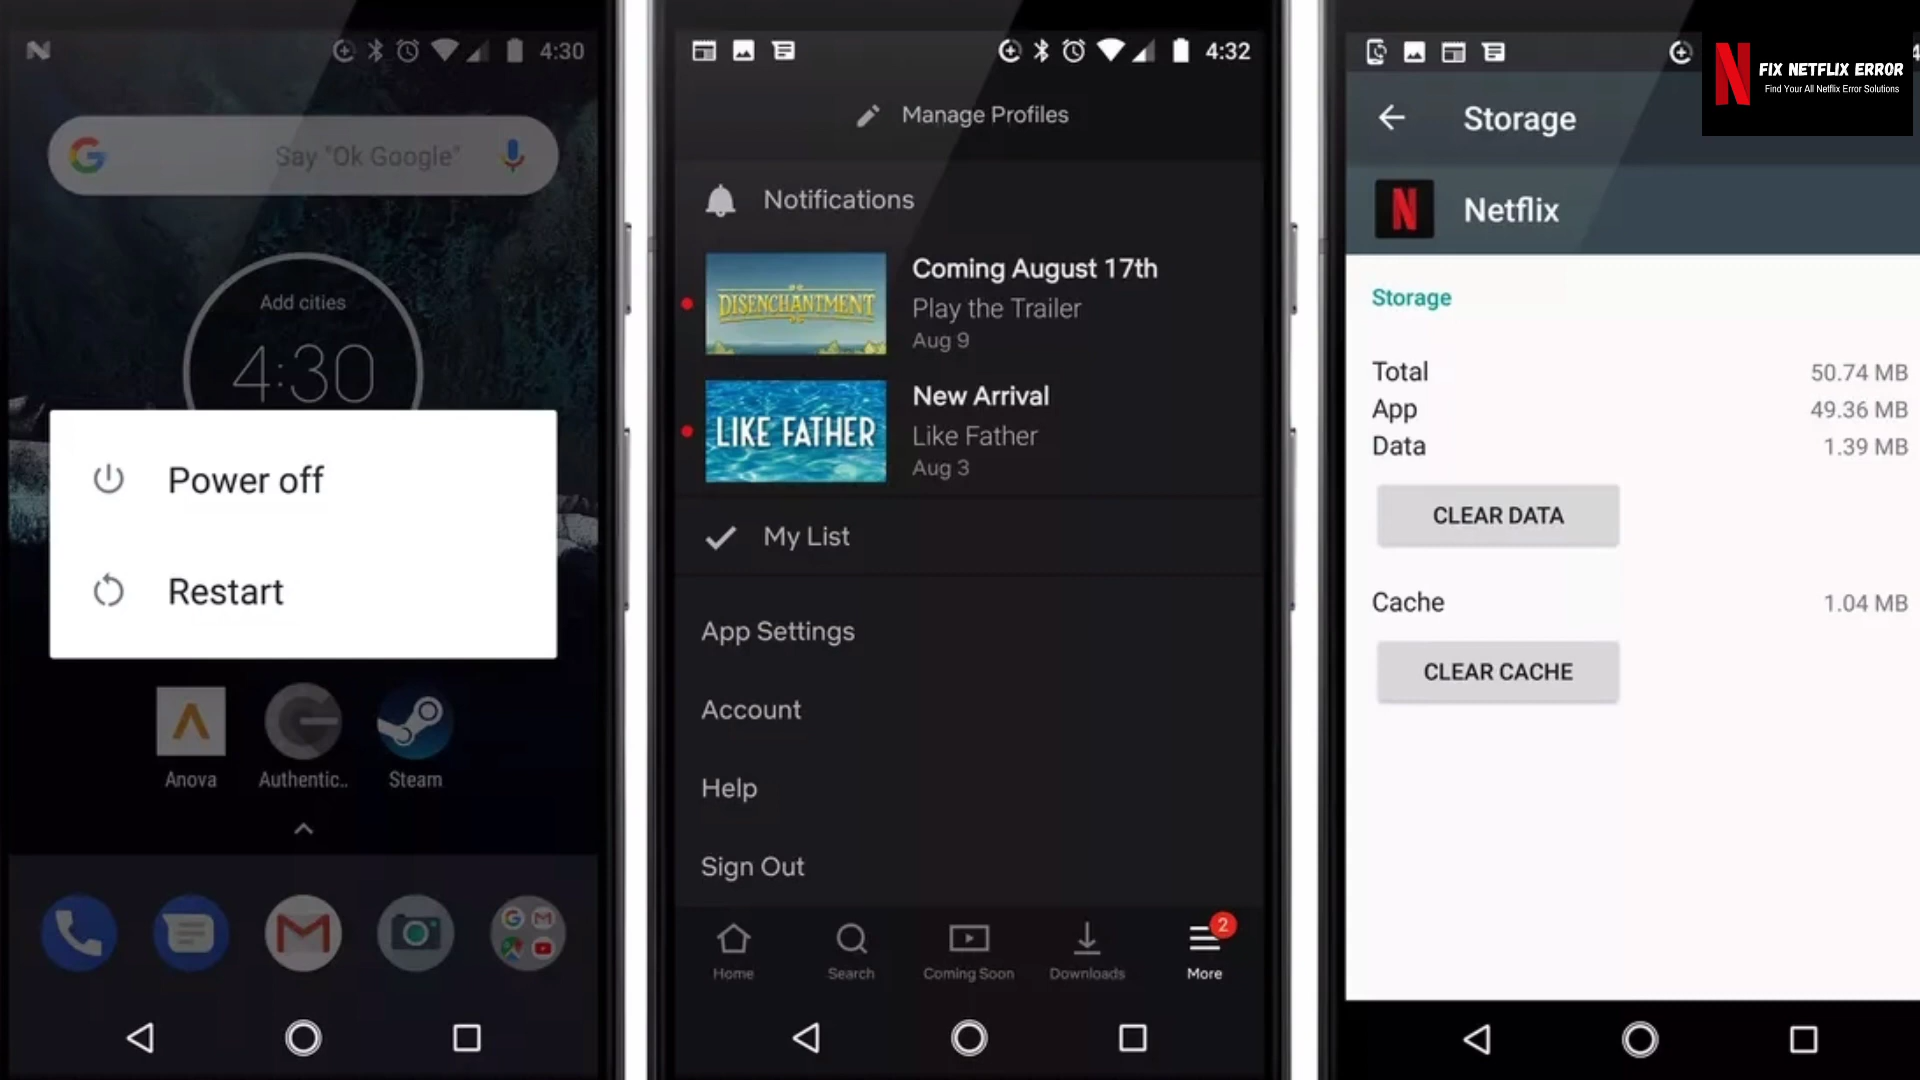 4:30
Say "Ok Google"
Add cities
4:30
Power off
Restart
Anova
Authentic..
Steam
4:32
Manage Profiles
Notifications
DISENCHANTMENT
Coming August 17th
Play the Trailer
Aug 9
LIKE FATHER
New Arrival
Like Father
Aug 3
My List
App Settings
Account
Help
Sign Out
Home
Search
Coming Soon
Downloads
2
More
Storage
Netflix
Storage
Total 50.74 MB
App 49.36 MB
Data 1.39 MB
CLEAR DATA
Cache 1.04 MB
CLEAR CACHE
N FIX NETFLIX ERROR
Find Your All Netflix Error Solutions